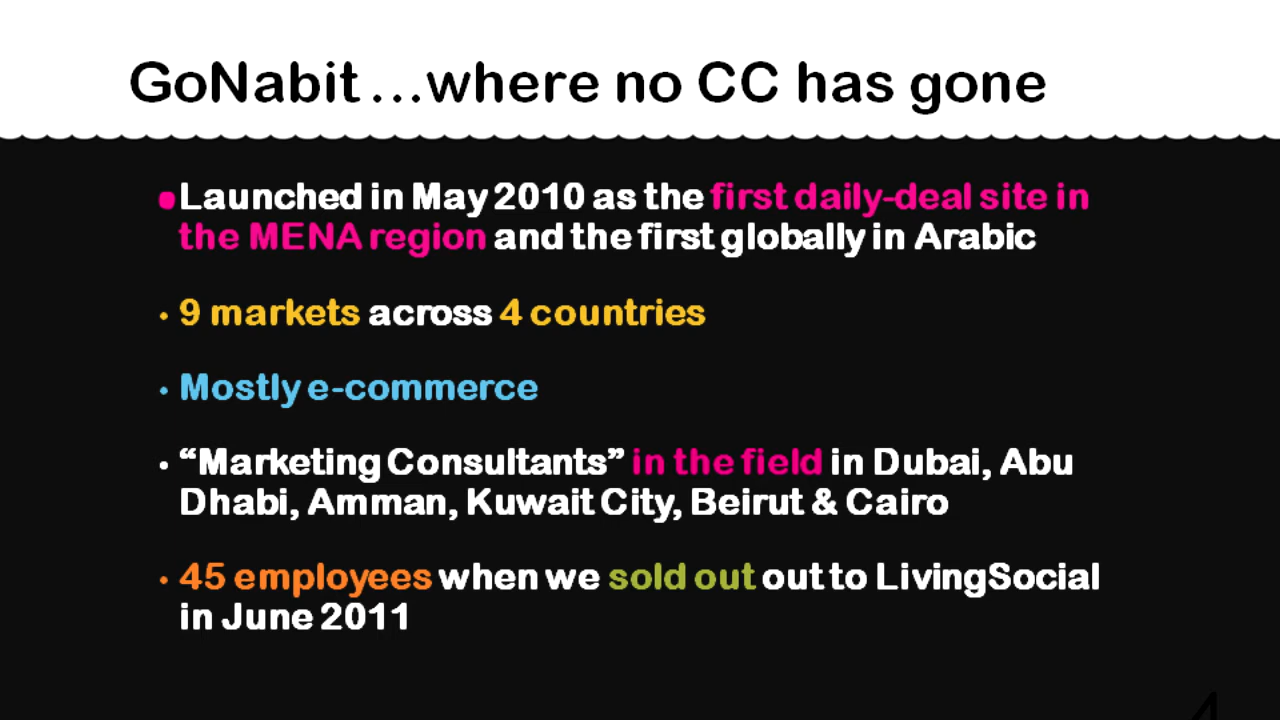 GoNabit ...where no CC has gone
• Launched in May 2010 as the first daily-deal site in
the MENA region and the first globally in Arabic
• 9 markets across 4 countries
• Mostly e-commerce
• “Marketing Consultants” in the field in Dubai, Abu
Dhabi, Amman, Kuwait City, Beirut & Cairo
• 45 employees when we sold out out to LivingSocial
in June 2011
4